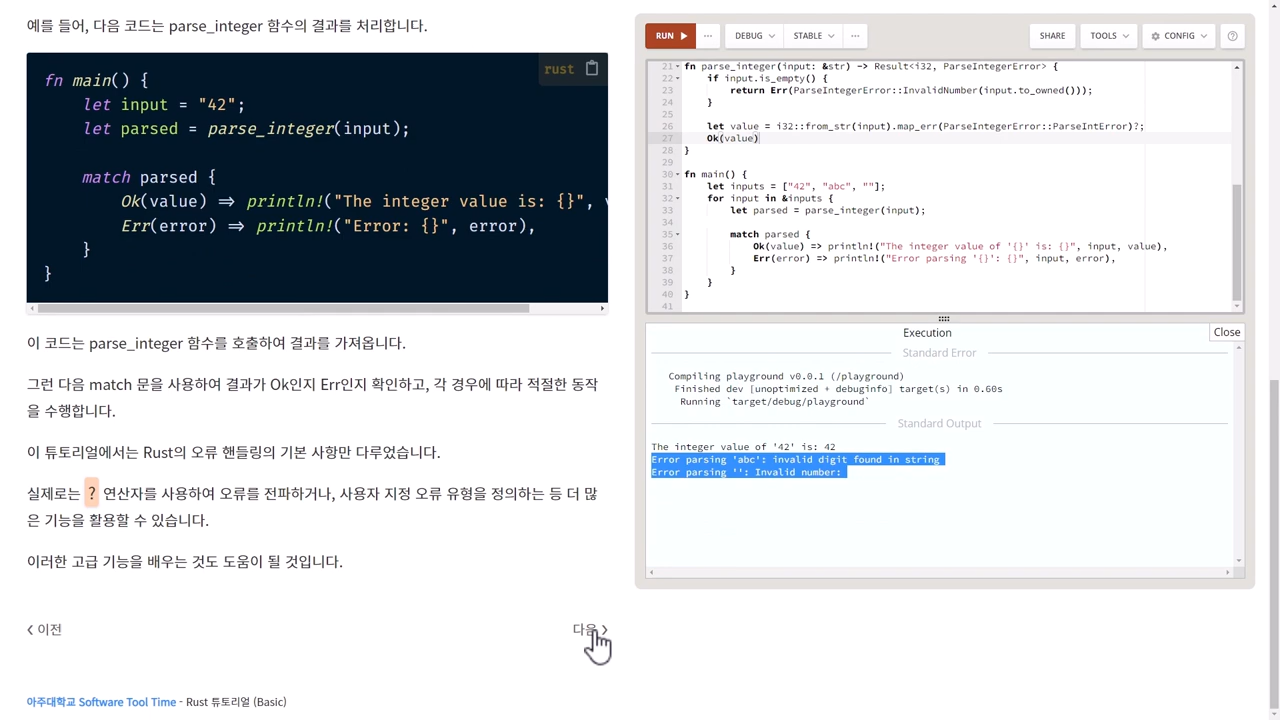 예를 들어, 다음 코드는 parse_integer 함수의 결과를 처리합니다.
rust
fn main() {
    let input = "42";
    let parsed = parse_integer(input);
    match parsed {
        Ok(value) => println!("The integer value is: {}",
        Err(error) => println!("Error: {}", error),
    }
}
이 코드는 parse_integer 함수를 호출하여 결과를 가져옵니다.
그런 다음 match 문을 사용하여 결과가 Ok인지 Err인지 확인하고, 각 경우에 따라 적절한 동작
을 수행합니다.
이 튜토리얼에서는 Rust의 오류 핸들링의 기본 사항만 다루었습니다.
실제로는 ? 연산자를 사용하여 오류를 전파하거나, 사용자 지정 오류 유형을 정의하는 등 더 많
은 기능을 활용할 수 있습니다.
이러한 고급 기능을 배우는 것도 도움이 될 것입니다.
이전
다음
아주대학교 Software Tool Time - Rust 튜토리얼 (Basic)
RUN ... DEBUG STABLE ... SHARE TOOLS CONFIG ?
21 fn parse_integer(input: &str) -> Result<i32, ParseIntegerError> {
22     if input.is_empty() {
23         return Err(ParseIntegerError::InvalidNumber(input.to_owned()));
24     }
25
26     let value = i32::from_str(input).map_err(ParseIntegerError::ParseIntError)?;
27     Ok(value)
28 }
29
30 fn main() {
31     let inputs = ["42", "abc", ""];
32     for input in &inputs {
33         let parsed = parse_integer(input);
34
35         match parsed {
36             Ok(value) => println!("The integer value of '{}' is: {}", input, value),
37             Err(error) => println!("Error parsing '{}': {}", input, error),
38         }
39     }
40 }
41
Execution
Close
Standard Error
Compiling playground v0.0.1 (/playground)
Finished dev [unoptimized + debuginfo] target(s) in 0.60s
Running `target/debug/playground`
Standard Output
The integer value of '42' is: 42
Error parsing 'abc': invalid digit found in string
Error parsing '': Invalid number: